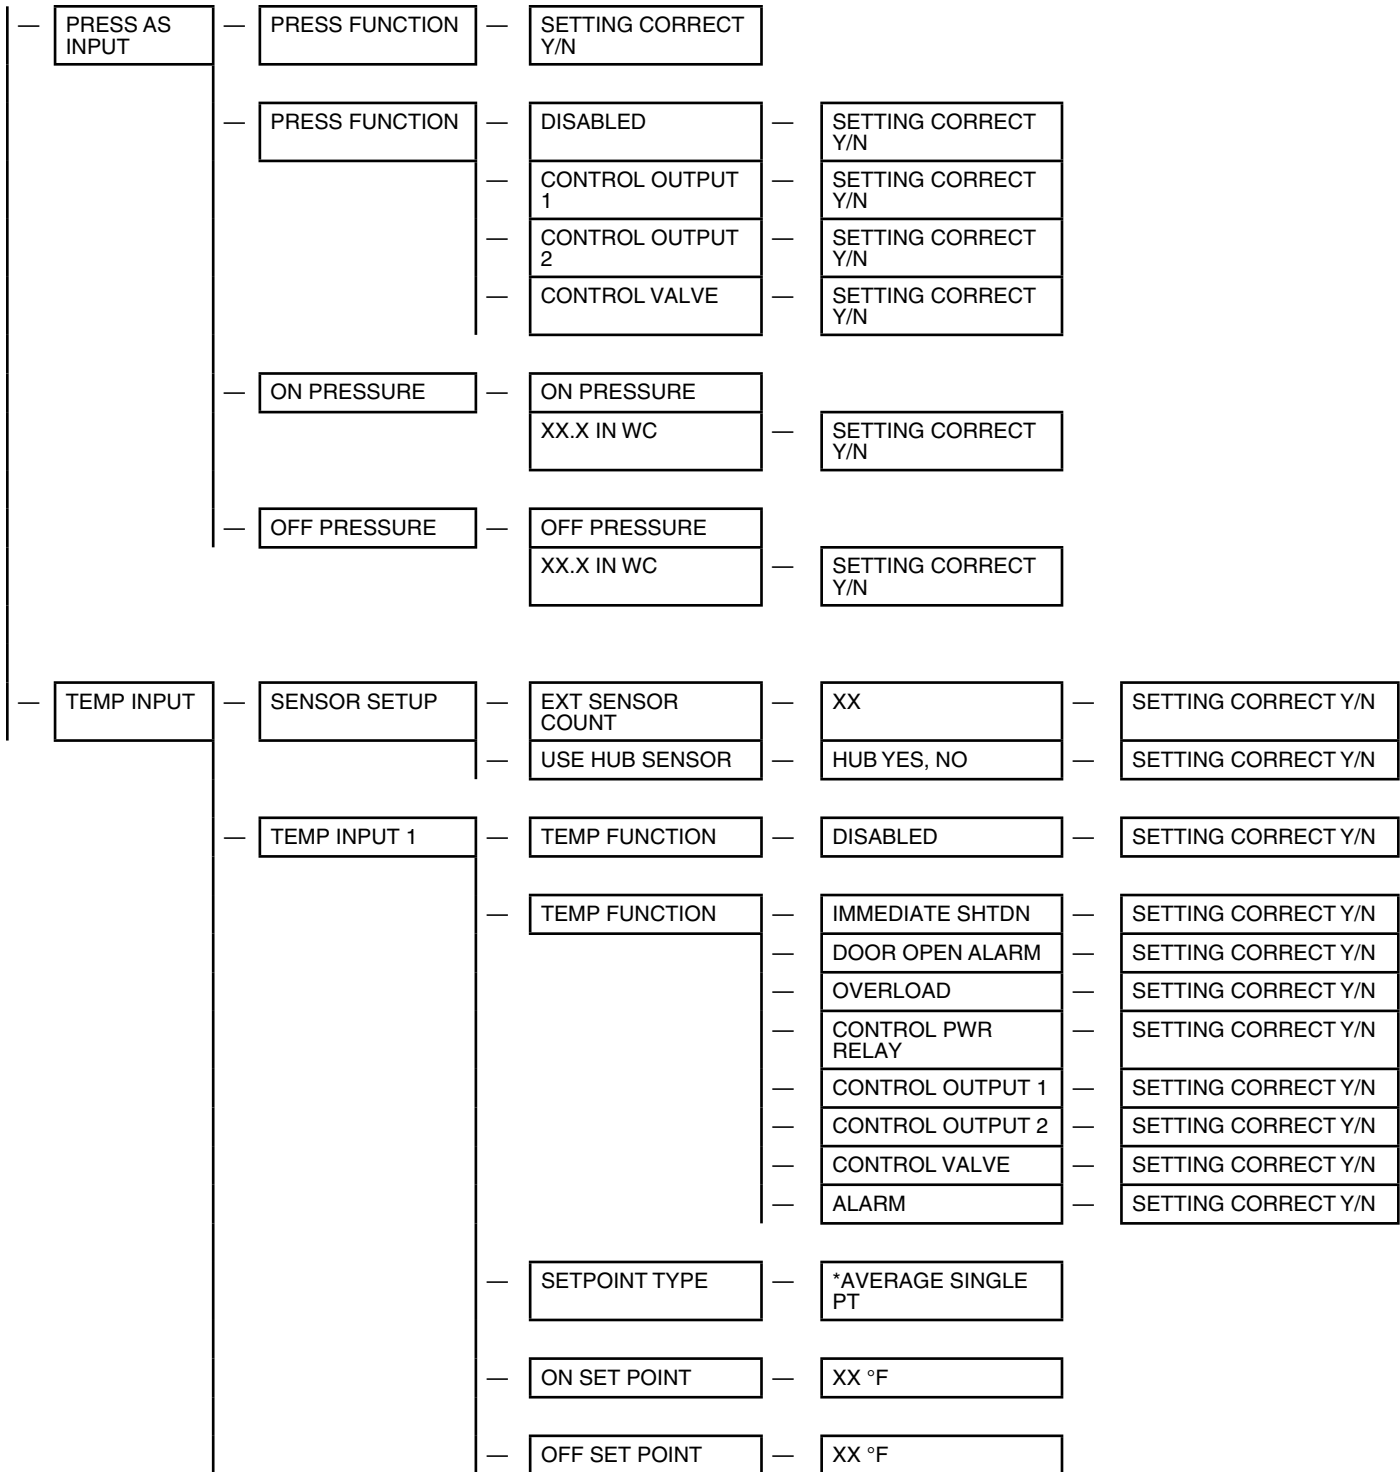 PRESS AS
INPUT
PRESS FUNCTION
SETTING CORRECT
Y/N
PRESS FUNCTION
DISABLED
SETTING CORRECT
Y/N
CONTROL OUTPUT
1
SETTING CORRECT
Y/N
CONTROL OUTPUT
2
SETTING CORRECT
Y/N
CONTROL VALVE
SETTING CORRECT
Y/N
ON PRESSURE
ON PRESSURE
XX.X IN WC
SETTING CORRECT
Y/N
OFF PRESSURE
OFF PRESSURE
XX.X IN WC
SETTING CORRECT
Y/N
TEMP INPUT
SENSOR SETUP
EXT SENSOR
COUNT
XX
SETTING CORRECT Y/N
USE HUB SENSOR
HUB YES, NO
SETTING CORRECT Y/N
TEMP INPUT 1
TEMP FUNCTION
DISABLED
SETTING CORRECT Y/N
TEMP FUNCTION
IMMEDIATE SHTDN
SETTING CORRECT Y/N
DOOR OPEN ALARM
SETTING CORRECT Y/N
OVERLOAD
SETTING CORRECT Y/N
CONTROL PWR
RELAY
SETTING CORRECT Y/N
CONTROL OUTPUT 1
SETTING CORRECT Y/N
CONTROL OUTPUT 2
SETTING CORRECT Y/N
CONTROL VALVE
SETTING CORRECT Y/N
ALARM
SETTING CORRECT Y/N
SETPOINT TYPE
*AVERAGE SINGLE
PT
ON SET POINT
XX °F
OFF SET POINT
XX °F